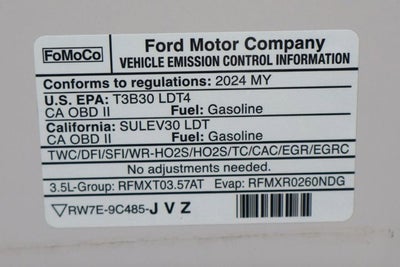 FoMoCo
Ford Motor Company
VEHICLE EMISSION CONTROL INFORMATION
Conforms to regulations: 2024 MY
U.S. EPA: T3B30 LDT4
CA OBD II Fuel: Gasoline
California: SULEV30 LDT
CA OBD II Fuel: Gasoline
TWC/DFI/SFI/WR-HO2S/HO2S/TC/CAC/EGR/EGRC
No adjustments needed.
3.5L-Group: RFMXT03.57AT Evap: RFMXR0260NDG
RW7E-9C485-J V Z